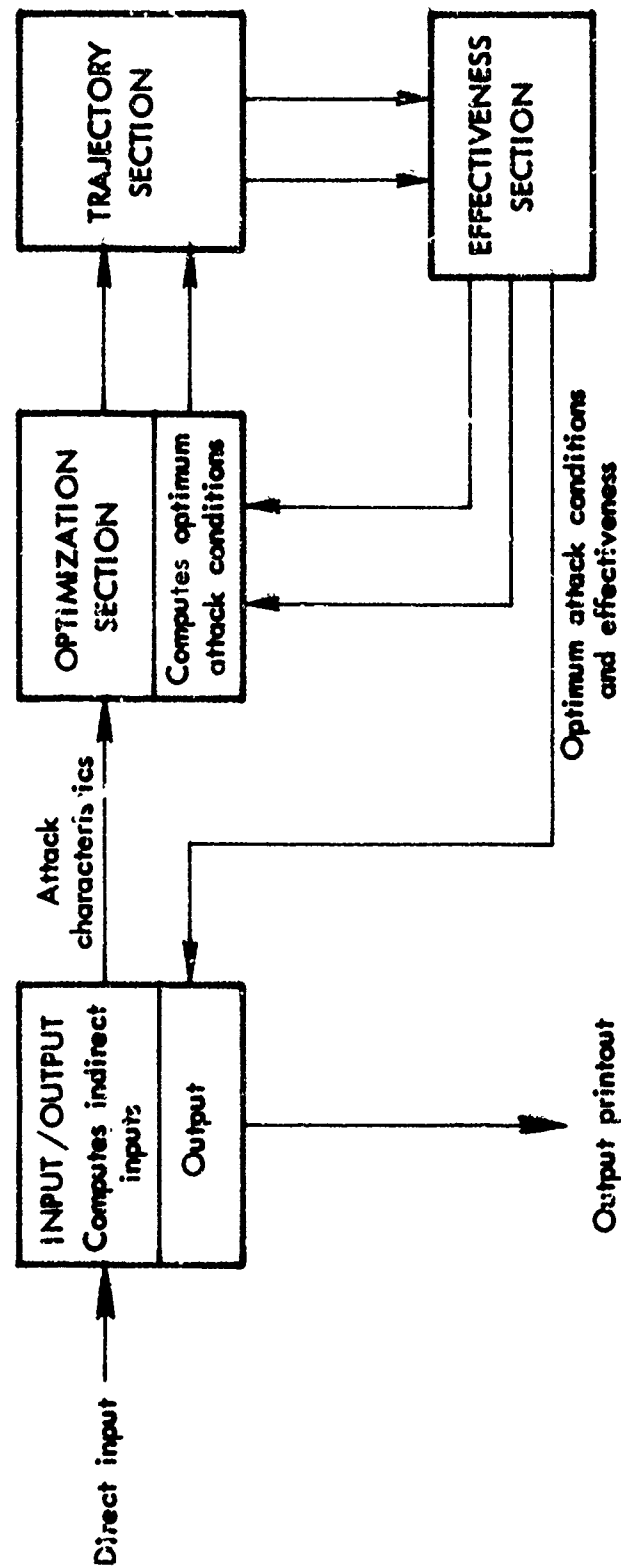 Direct input
INPUT/OUTPUT
Computes indirect
inputs
Output
Output printout
Attack
characteristics
OPTIMIZATION
SECTION
Computes optimum
attack conditions
Optimum attack conditions
and effectiveness
TRAJECTORY
SECTION
EFFECTIVENESS
SECTION